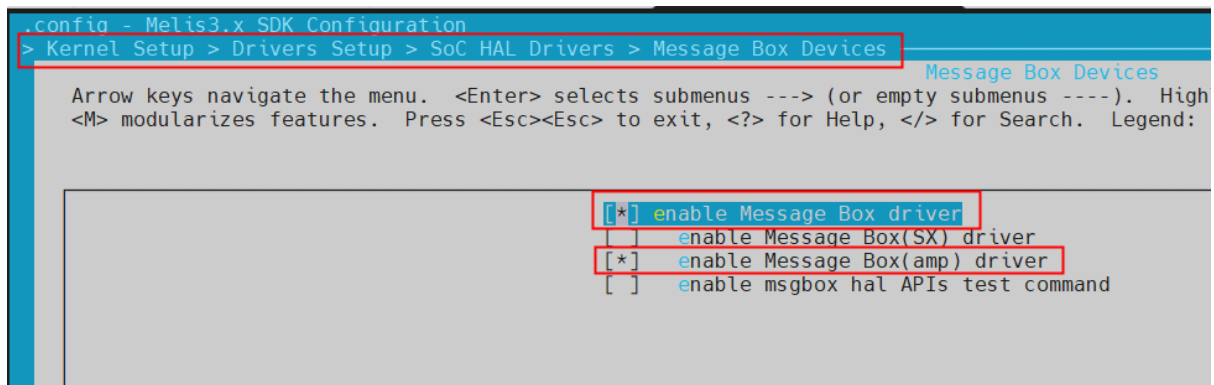 .config - Melis3.x SDK Configuration
> Kernel Setup > Drivers Setup > SoC HAL Drivers > Message Box Devices
Message Box Devices
Arrow keys navigate the menu.  <Enter> selects submenus ---> (or empty submenus ----).  High
<M> modularizes features.  Press <Esc><Esc> to exit, <?> for Help, </> for Search.  Legend:
[*] enable Message Box driver
[ ]   enable Message Box(SX) driver
[*]   enable Message Box(amp) driver
[ ]   enable msgbox hal APIs test command